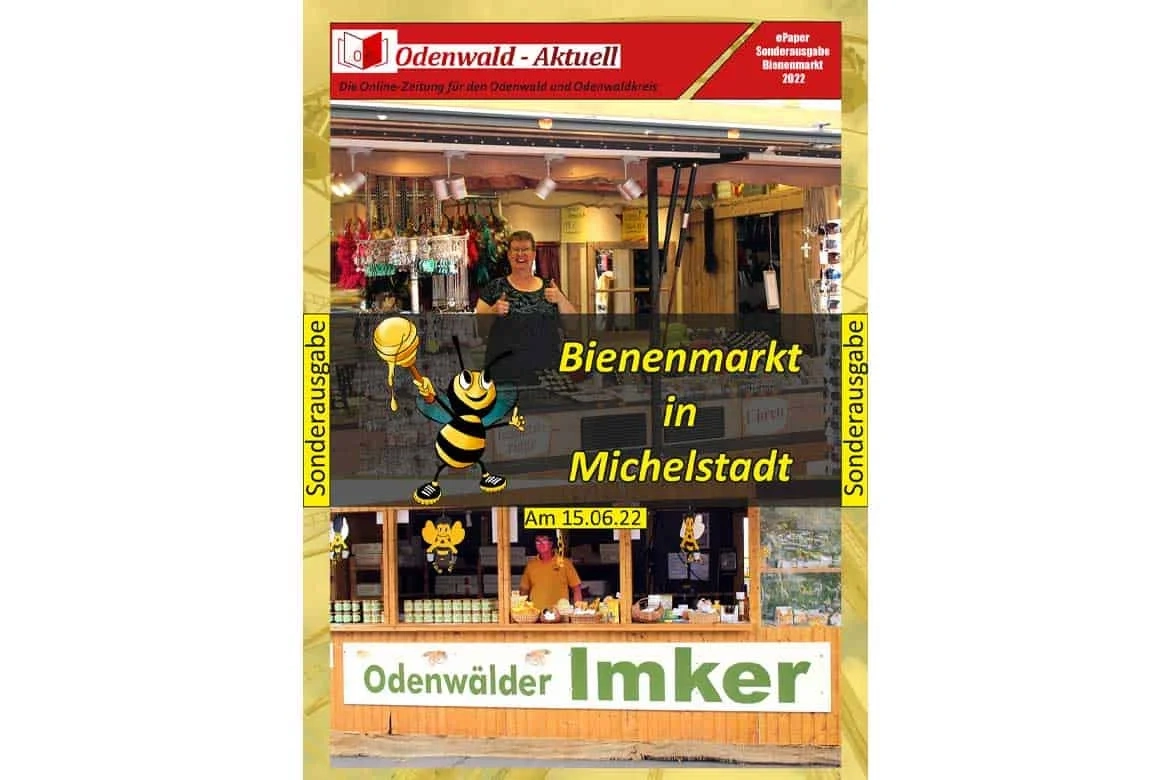 Odenwald - Aktuell
Die Online-Zeitung für den Odenwald und Odenwaldkreis
ePaper
Sonderausgabe
Bienenmarkt
2022
Sonderausgabe
Bienenmarkt
in
Michelstadt
Sonderausgabe
Am 15.06.22
Odenwälder Imker